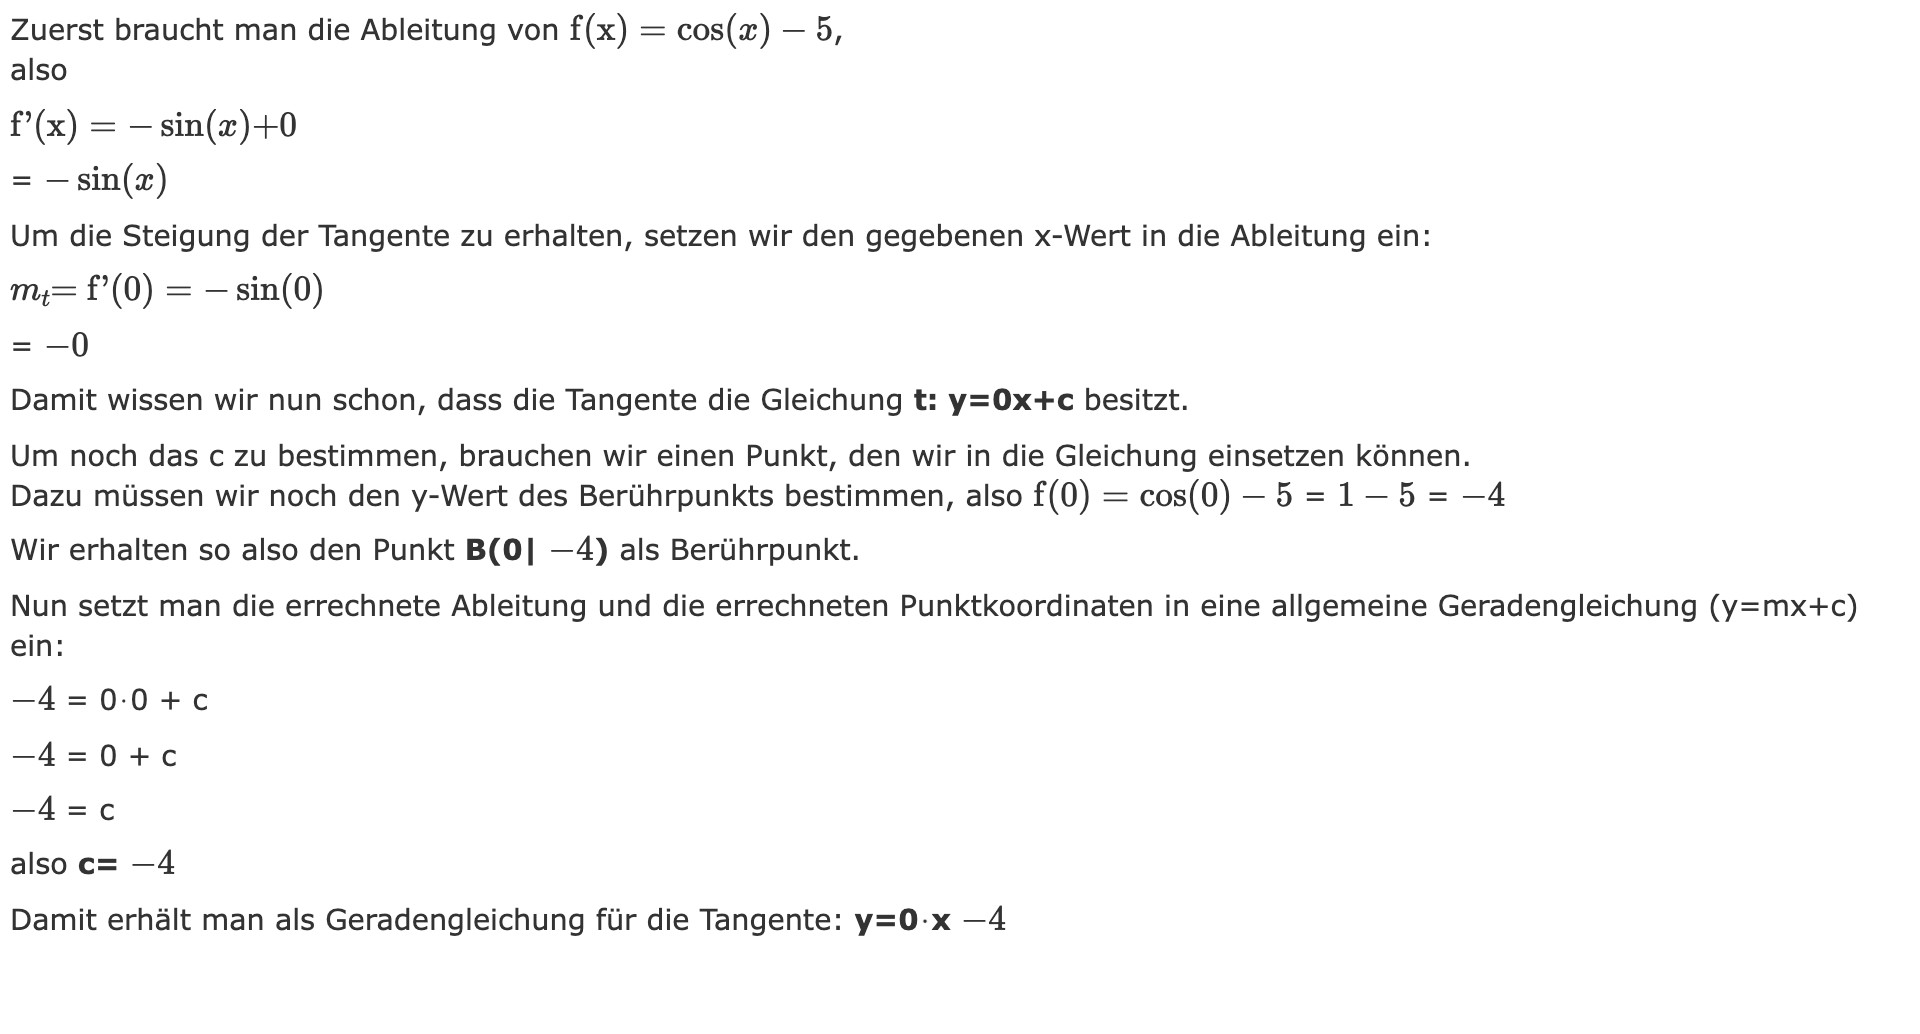 Zuerst braucht man die Ableitung von f(x) = cos(x) − 5,
also
f’(x) = − sin(x)+0
= − sin(x)
Um die Steigung der Tangente zu erhalten, setzen wir den gegebenen x-Wert in die Ableitung ein:
mₜ= f’(0) = − sin(0)
= −0
Damit wissen wir nun schon, dass die Tangente die Gleichung t: y=0x+c besitzt.
Um noch das c zu bestimmen, brauchen wir einen Punkt, den wir in die Gleichung einsetzen können.
Dazu müssen wir noch den y-Wert des Berührpunkts bestimmen, also f(0) = cos(0) − 5 = 1 − 5 = −4
Wir erhalten so also den Punkt B(0| −4) als Berührpunkt.
Nun setzt man die errechnete Ableitung und die errechneten Punktkoordinaten in eine allgemeine Geradengleichung (y=mx+c)
ein:
−4 = 0·0 + c
−4 = 0 + c
−4 = c
also c= −4
Damit erhält man als Geradengleichung für die Tangente: y=0·x −4